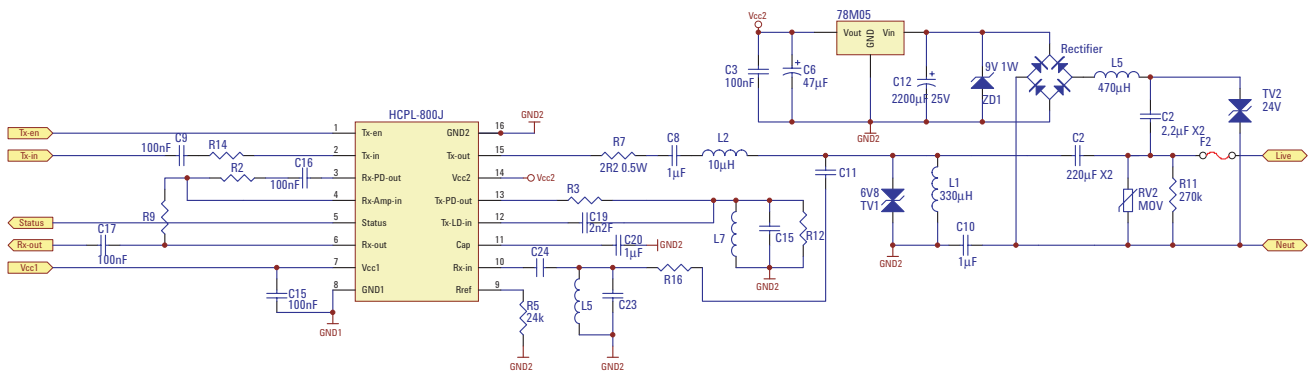 Vcc2
78M05
Vout
GND
Vin
C3
100nF
C6
47µF
C12
2200µF 25V
9V 1W
ZD1
GND2
Rectifier
L5
470µH
C2
2,2µF X2
TV2
24V
F2
Live
Neut
HCPL-800J
Tx-en
Tx-in
Status
Rx-out
Vcc1
C9
100nF
R14
R2
C16
100nF
R9
C17
100nF
C15
100nF
GND1
1 Tx-en
2 Tx-in
3 Rx-PD-out
4 Rx-Amp-in
5 Status
6 Rx-out
7 Vcc1
8 GND1
GND2 16
Tx-out 15
Vcc2 14
Tx-PD-out 13
Tx-LD-in 12
Cap 11
Rx-in 10
Rref 9
GND2
Vcc2
R7
2R2 0.5W
C8
1µF
L2
10µH
R3
C19
2n2F
C20
1µF
GND2
C24
R5
24k
GND2
L5
C23
GND2
R16
L7
C15
R12
GND2
C11
6V8
TV1
GND2
L1
330µH
C10
1µF
C2
220µF X2
RV2
MOV
R11
270k